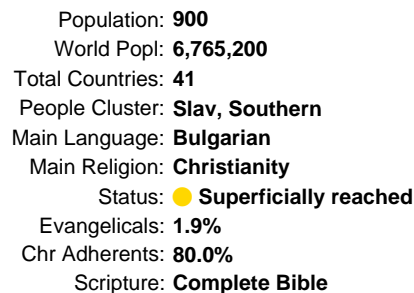 Population: 900
World Popl: 6,765,200
Total Countries: 41
People Cluster: Slav, Southern
Main Language: Bulgarian
Main Religion: Christianity
Status: Superficially reached
Evangelicals: 1.9%
Chr Adherents: 80.0%
Scripture: Complete Bible